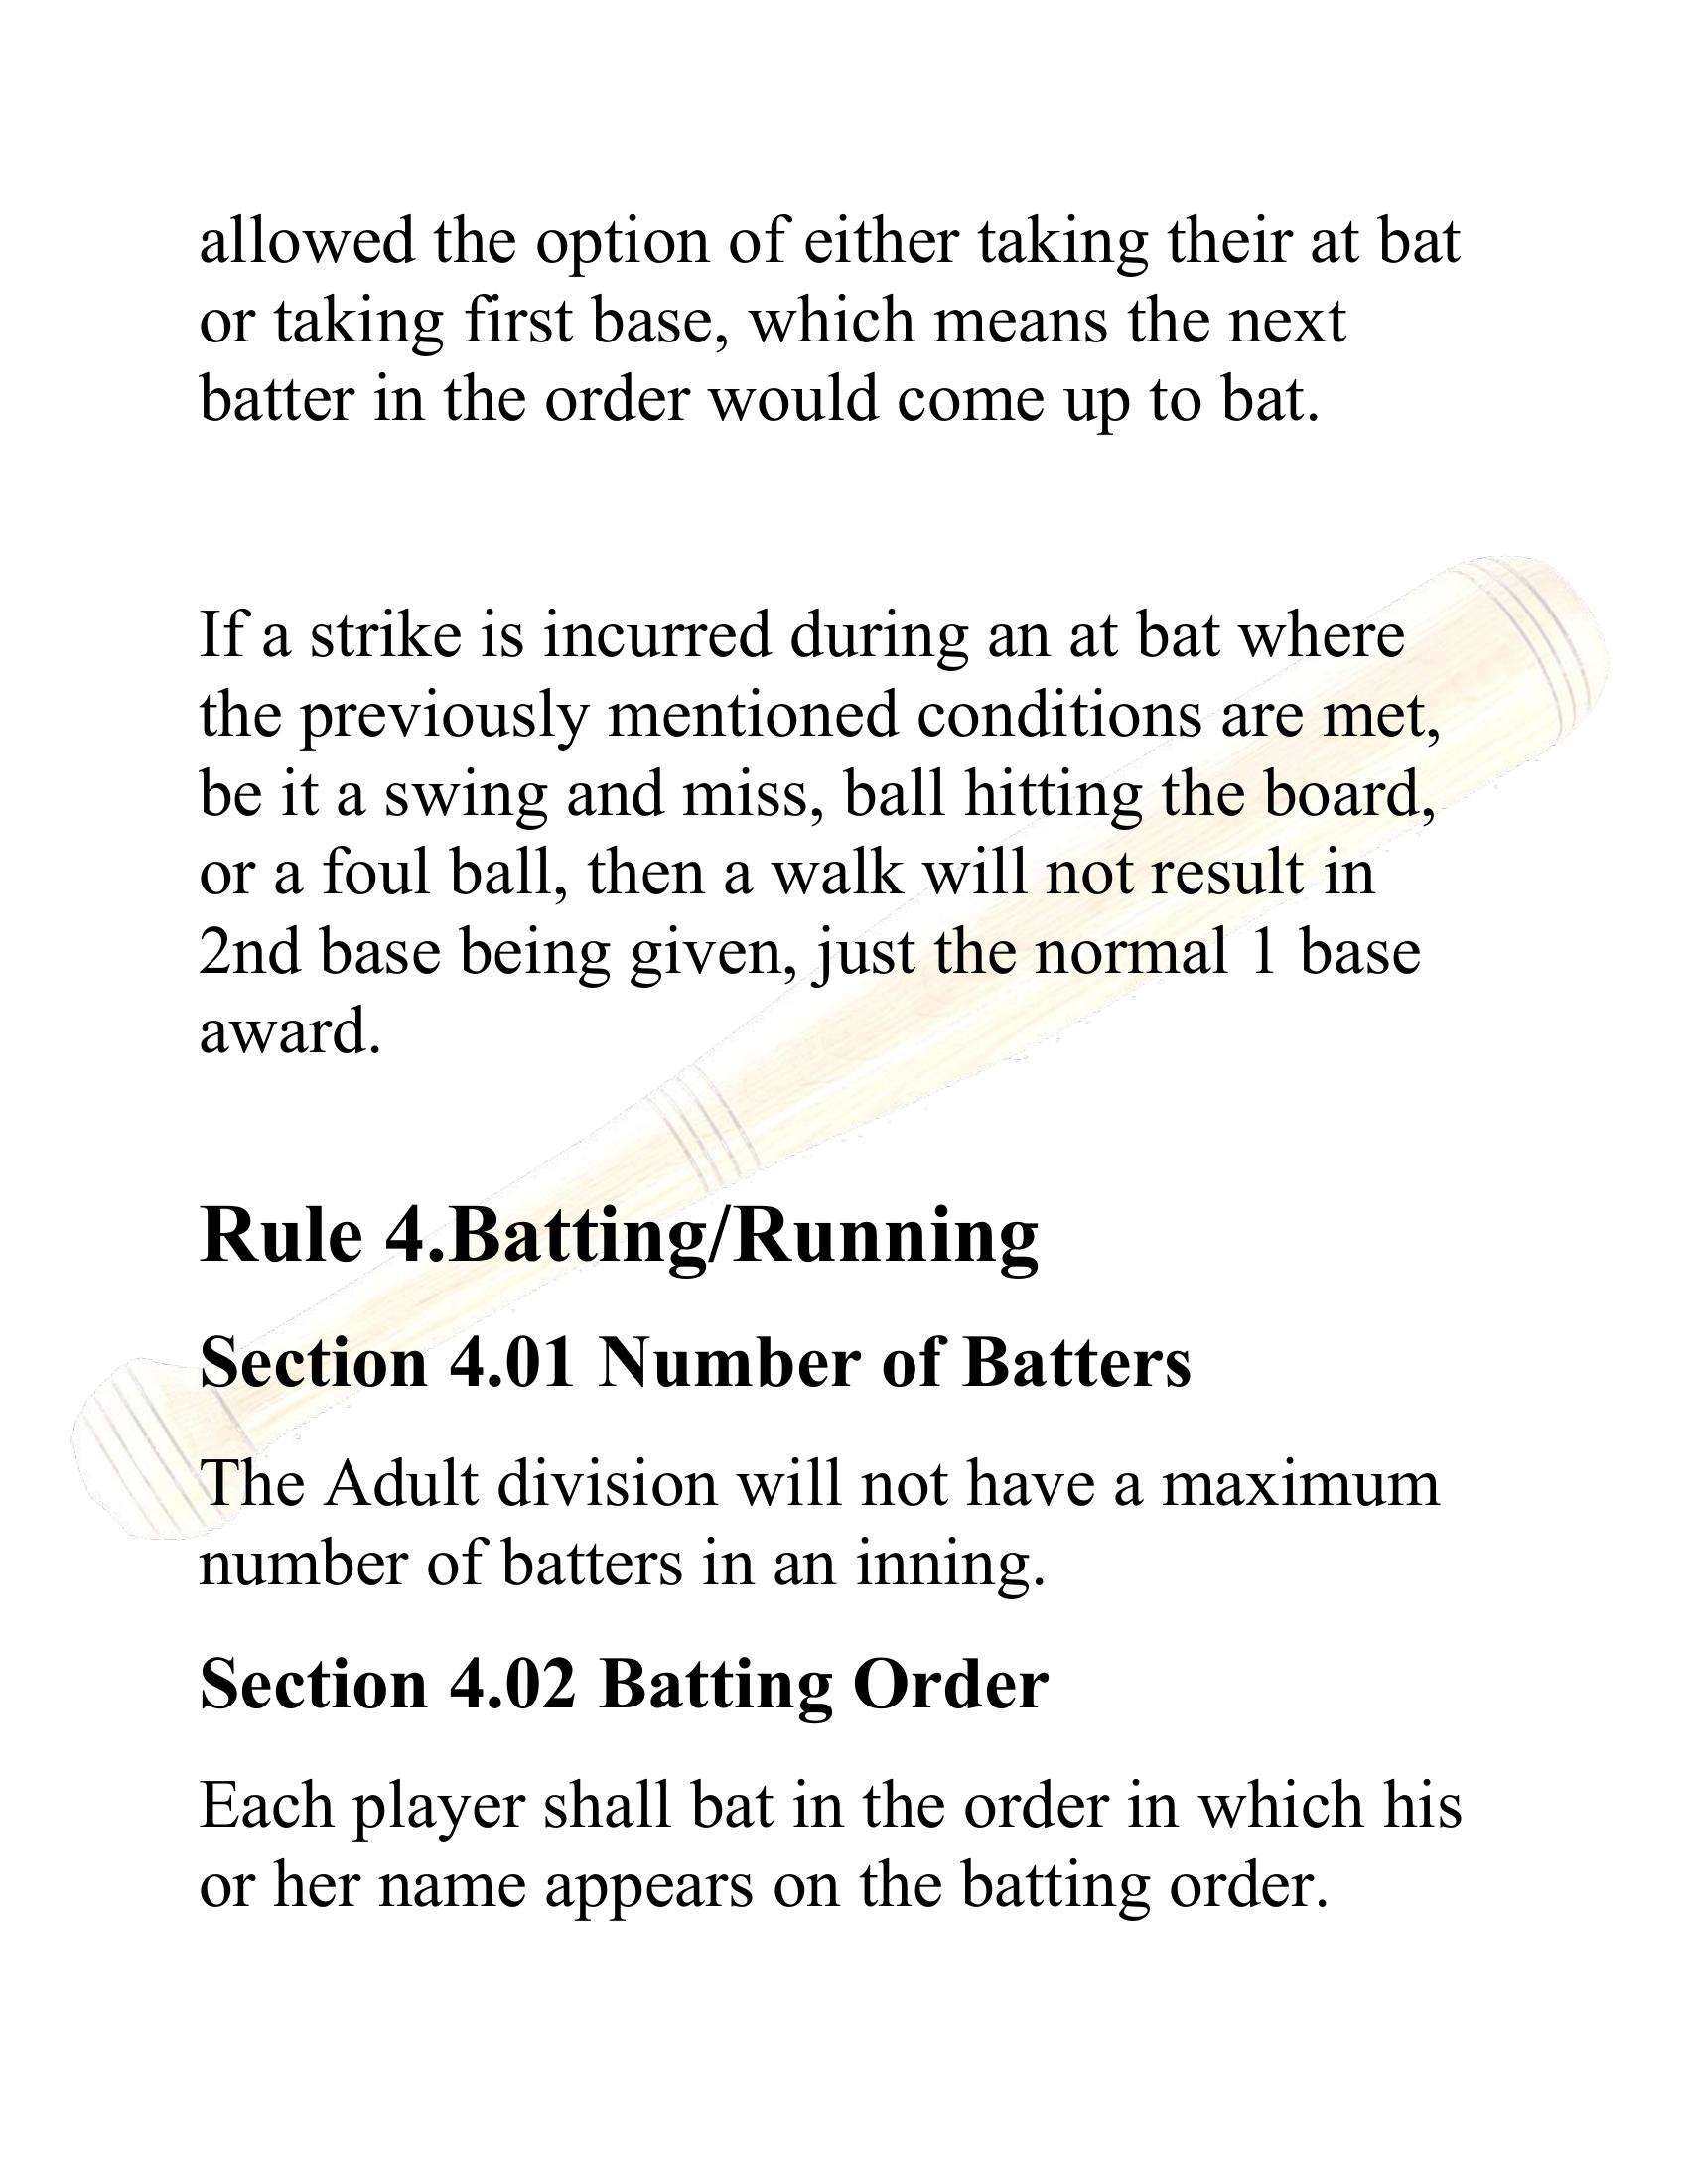 allowed the option of either taking their at bat
or taking first base, which means the next
batter in the order would come up to bat.
If a strike is incurred during an at bat where
the previously mentioned conditions are met,
be it a swing and miss, ball hitting the board,
or a foul ball, then a walk will not result in
2nd base being given, just the normal 1 base
award.
Rule 4.Batting/Running
Section 4.01 Number of Batters
The Adult division will not have a maximum
number of batters in an inning.
Section 4.02 Batting Order
Each player shall bat in the order in which his
or her name appears on the batting order.